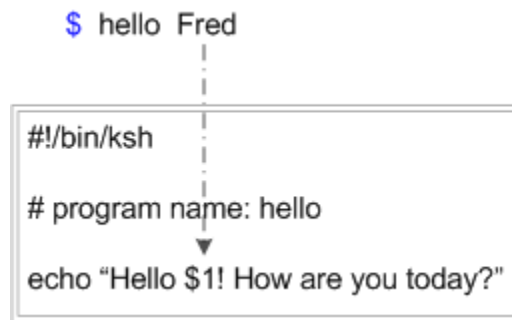 $ hello Fred
#!/bin/ksh
# program name: hello
echo “Hello $1! How are you today?”